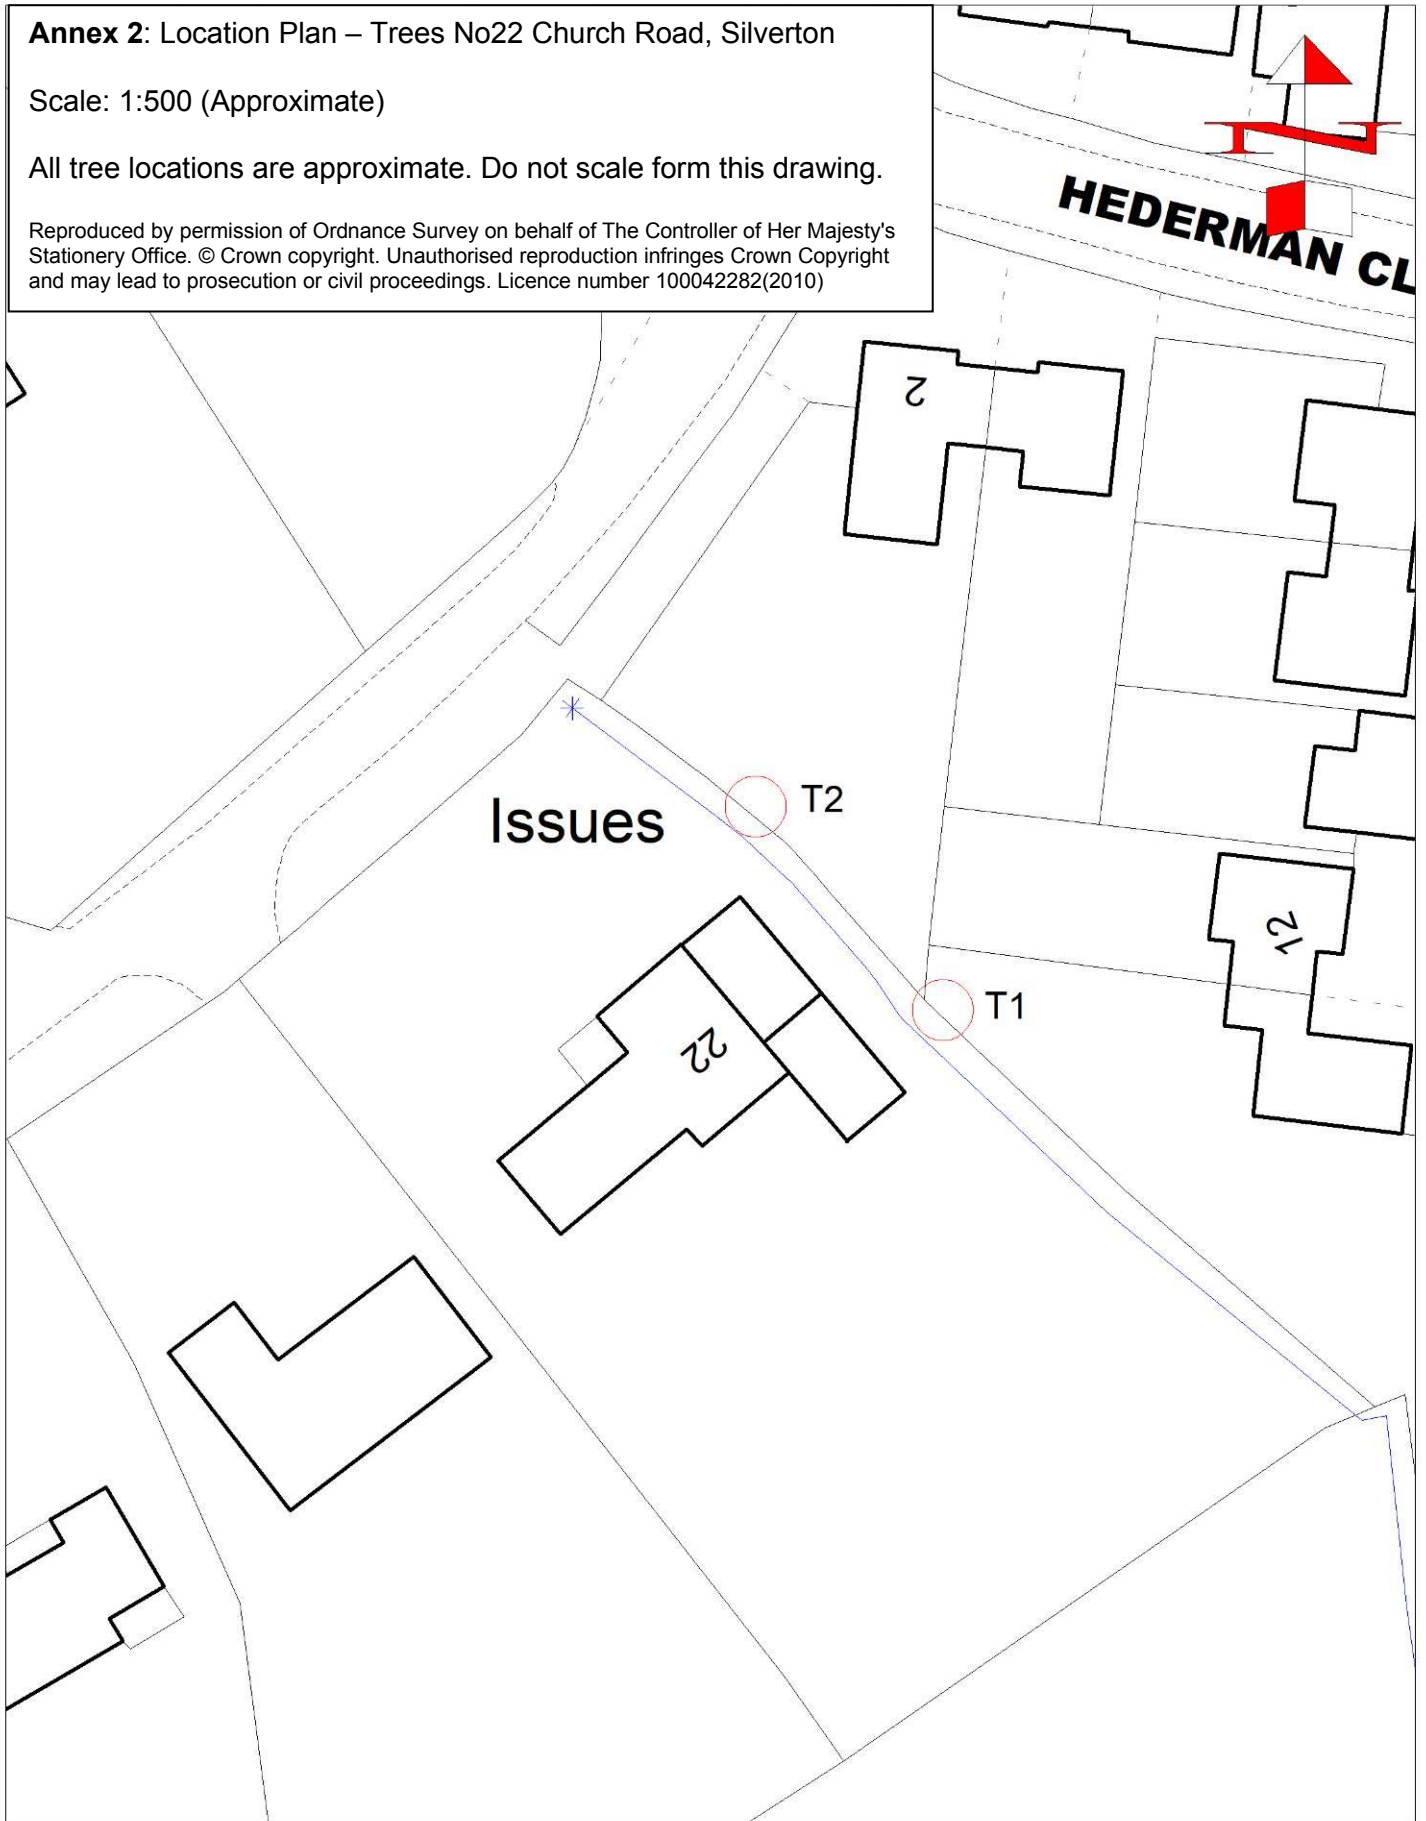 Annex 2: Location Plan – Trees No22 Church Road, Silverton
Scale: 1:500 (Approximate)
All tree locations are approximate. Do not scale form this drawing.
Reproduced by permission of Ordnance Survey on behalf of The Controller of Her Majesty's
Stationery Office. © Crown copyright. Unauthorised reproduction infringes Crown Copyright
and may lead to prosecution or civil proceedings. Licence number 100042282(2010)
N
HEDERMAN CL
2
T2
Issues
12
T1
22